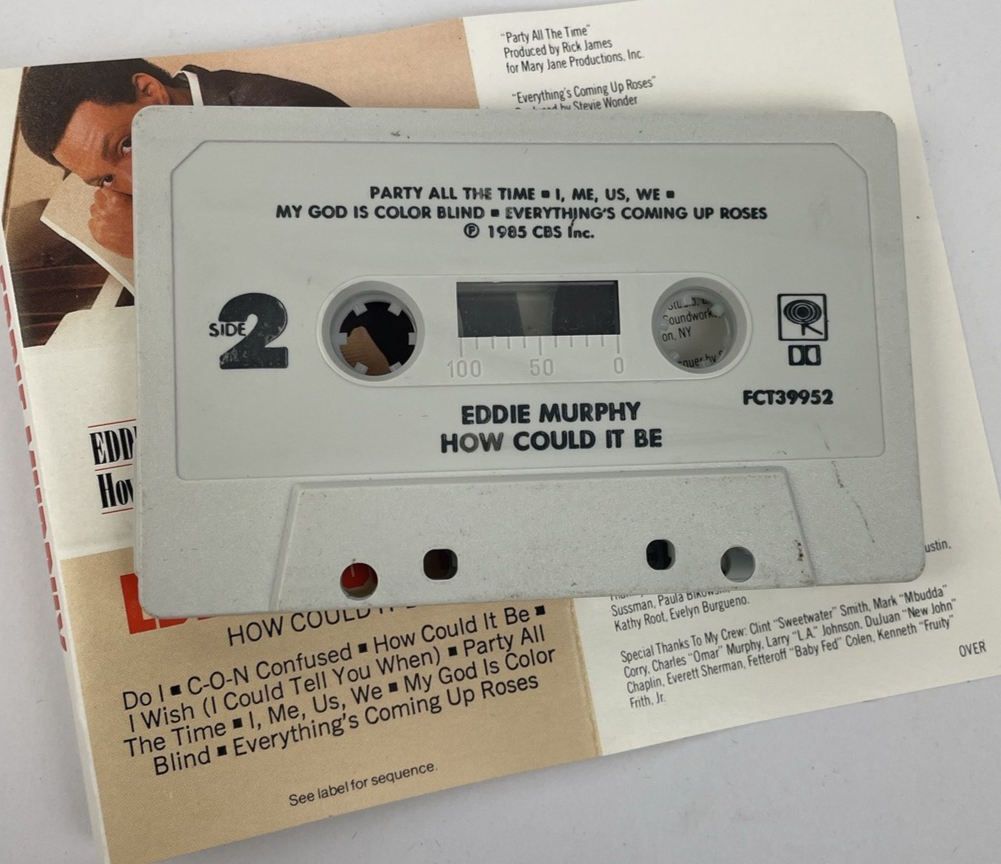 "Party All The Time"
Produced by Rick James
for Mary Jane Productions, Inc.
"Everything's Coming Up Roses"
by Stevie Wonder
PARTY ALL THE TIME ▪ I, ME, US, WE ▪
MY GOD IS COLOR BLIND ▪ EVERYTHING'S COMING UP ROSES
℗ 1985 CBS Inc.
SIDE 2
100 50 0
on, NY
FCT39952
EDDIE MURPHY
HOW COULD IT BE
Sussman, Paula
Kathy Root, Evelyn Burgueno.
Special Thanks To My Crew: Clint "Sweetwater" Smith, Mark "Mbudda"
Corry, Charles "Omar" Murphy, Larry "L.A." Johnson, DuJuan "New John"
Chaplin, Everett Sherman, Fetteroff "Baby Fed" Colen, Kenneth "Fruity"
Frith, Jr.
OVER
HOW COULD IT
Do I ▪ C-O-N Confused ▪ How Could It Be ▪
I Wish (I Could Tell You When) ▪ Party All
The Time ▪ I, Me, Us, We ▪ My God Is Color
Blind ▪ Everything's Coming Up Roses
See label for sequence.